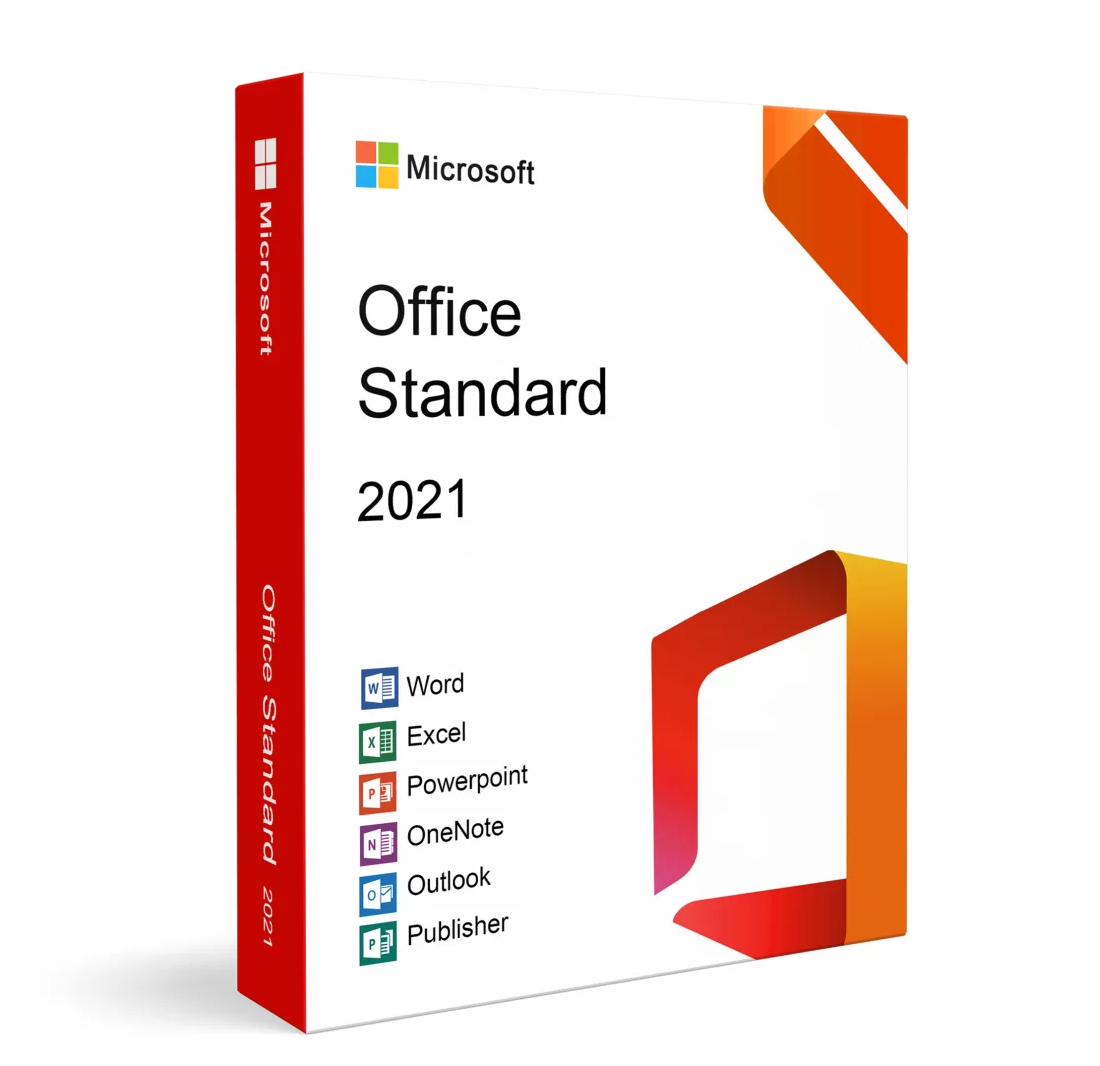 Microsoft
Office Standard 2021
Microsoft
Office
Standard
2021
Word
Excel
Powerpoint
OneNote
Outlook
Publisher